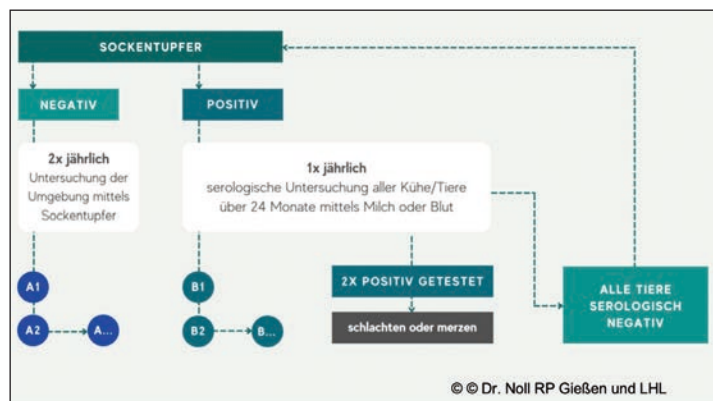 SOCKENTUPFER
NEGATIV
POSITIV
2x jährlich
Untersuchung der
Umgebung mittels
Sockentupfer
1x jährlich
serologische Untersuchung aller Kühe/Tiere
über 24 Monate mittels Milch oder Blut
A1
A2
A...
B1
B2
B...
2X POSITIV GETESTET
schlachten oder merzen
ALLE TIERE
SEROLOGISCH
NEGATIV
© © Dr. Noll RP Gießen und LHL